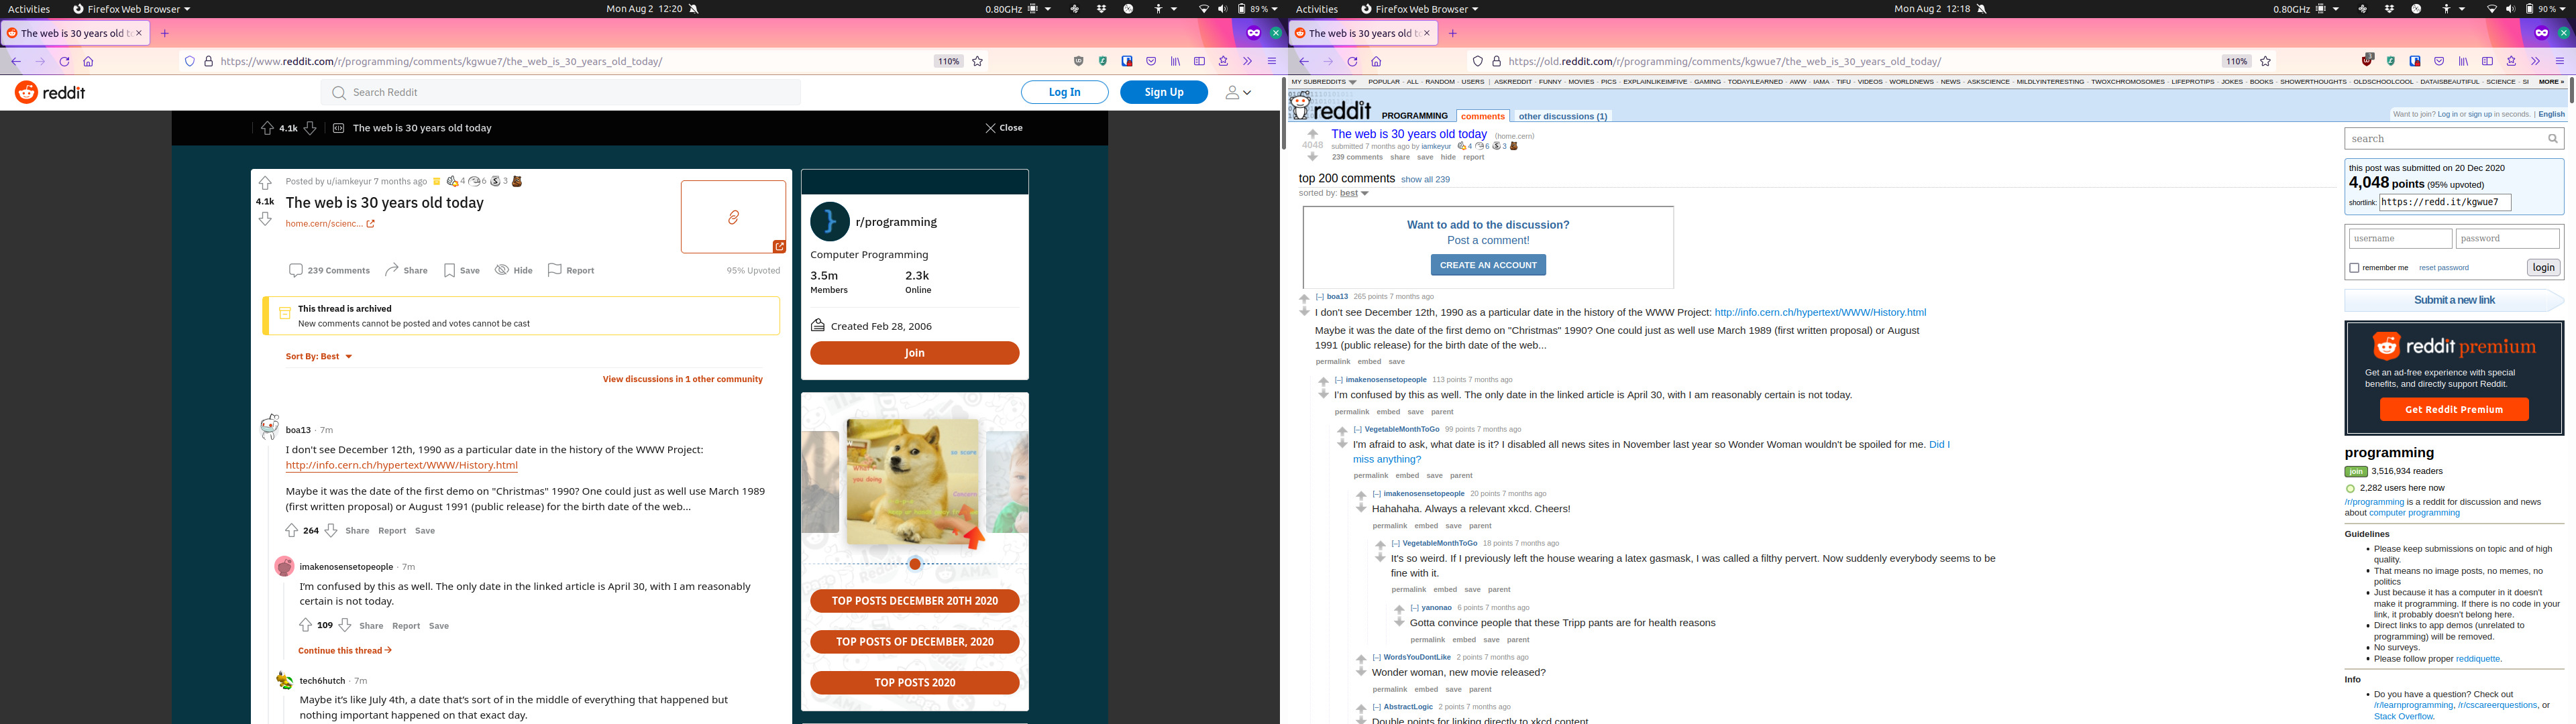 Activities
Firefox Web Browser
Mon Aug 2 12:20
0.80GHz
89 %
The web is 30 years old t
https://www.reddit.com/r/programming/comments/kgwue7/the_web_is_30_years_old_today/
110%
reddit
Search Reddit
Log In
Sign Up
4.1k
The web is 30 years old today
Close
Posted by u/iamkeyur 7 months ago
4 6 3
4.1k
The web is 30 years old today
home.cern/scienc...
239 Comments
Share
Save
Hide
Report
95% Upvoted
This thread is archived
New comments cannot be posted and votes cannot be cast
Sort By: Best
View discussions in 1 other community
boa13 · 7m
I don't see December 12th, 1990 as a particular date in the history of the WWW Project:
http://info.cern.ch/hypertext/WWW/History.html
Maybe it was the date of the first demo on "Christmas" 1990? One could just as well use March 1989
(first written proposal) or August 1991 (public release) for the birth date of the web...
264 Share Report Save
imakenosensetopeople · 7m
I'm confused by this as well. The only date in the linked article is April 30, with I am reasonably
certain is not today.
109 Share Report Save
Continue this thread
tech6hutch · 7m
Maybe it's like July 4th, a date that's sort of in the middle of everything that happened but
nothing important happened on that exact day.
r/programming
Computer Programming
3.5m
Members
2.3k
Online
Created Feb 28, 2006
Join
so score
you doing
TOP POSTS DECEMBER 20TH 2020
TOP POSTS OF DECEMBER, 2020
TOP POSTS 2020
Activities
Firefox Web Browser
Mon Aug 2 12:18
0.80GHz
90 %
The web is 30 years old t
https://old.reddit.com/r/programming/comments/kgwue7/the_web_is_30_years_old_today/
110%
MY SUBREDDITS POPULAR - ALL - RANDOM - USERS | ASKREDDIT - FUNNY - MOVIES - PICS - EXPLAINLIKEIMFIVE - GAMING - TODAYILEARNED - AWW - IAMA - TIFU - VIDEOS - WORLDNEWS - NEWS - ASKSCIENCE - MILDLYINTERESTING - TWOXCHROMOSOMES - LIFEPROTIPS - JOKES - BOOKS - SHOWERTHOUGHTS - OLDSCHOOLCOOL - DATAISBEAUTIFUL - SCIENCE - SI MORE »
reddit PROGRAMMING comments other discussions (1)
Want to join? Log in or sign up in seconds. | English
The web is 30 years old today (home.cern)
4048
submitted 7 months ago by iamkeyur 4 6 3
239 comments share save hide report
top 200 comments show all 239
sorted by: best
Want to add to the discussion?
Post a comment!
CREATE AN ACCOUNT
[–] boa13 265 points 7 months ago
I don't see December 12th, 1990 as a particular date in the history of the WWW Project: http://info.cern.ch/hypertext/WWW/History.html
Maybe it was the date of the first demo on "Christmas" 1990? One could just as well use March 1989 (first written proposal) or August
1991 (public release) for the birth date of the web...
permalink embed save
[–] imakenosensetopeople 113 points 7 months ago
I'm confused by this as well. The only date in the linked article is April 30, with I am reasonably certain is not today.
permalink embed save parent
[–] VegetableMonthToGo 99 points 7 months ago
I'm afraid to ask, what date is it? I disabled all news sites in November last year so Wonder Woman wouldn't be spoiled for me. Did I
miss anything?
permalink embed save parent
[–] imakenosensetopeople 20 points 7 months ago
Hahahaha. Always a relevant xkcd. Cheers!
permalink embed save parent
[–] VegetableMonthToGo 18 points 7 months ago
It's so weird. If I previously left the house wearing a latex gasmask, I was called a filthy pervert. Now suddenly everybody seems to be
fine with it.
permalink embed save parent
[–] yanonao 6 points 7 months ago
Gotta convince people that these Tripp pants are for health reasons
permalink embed save parent
[–] WordsYouDontLike 2 points 7 months ago
Wonder woman, new movie released?
permalink embed save parent
[–] AbstractLogic 2 points 7 months ago
Double points for linking directly to xkcd content
search
this post was submitted on 20 Dec 2020
4,048 points (95% upvoted)
shortlink: https://redd.it/kgwue7
username
password
remember me
reset password
login
Submit a new link
reddit premium
Get an ad-free experience with special
benefits, and directly support Reddit.
Get Reddit Premium
programming
join 3,516,934 readers
2,282 users here now
/r/programming is a reddit for discussion and news
about computer programming
Guidelines
• Please keep submissions on topic and of high
quality.
• That means no image posts, no memes, no
politics
• Just because it has a computer in it doesn't
make it programming. If there is no code in your
link, it probably doesn't belong here.
• Direct links to app demos (unrelated to
programming) will be removed.
• No surveys.
• Please follow proper reddiquette.
Info
• Do you have a question? Check out
/r/learnprogramming, /r/cscareerquestions, or
Stack Overflow.